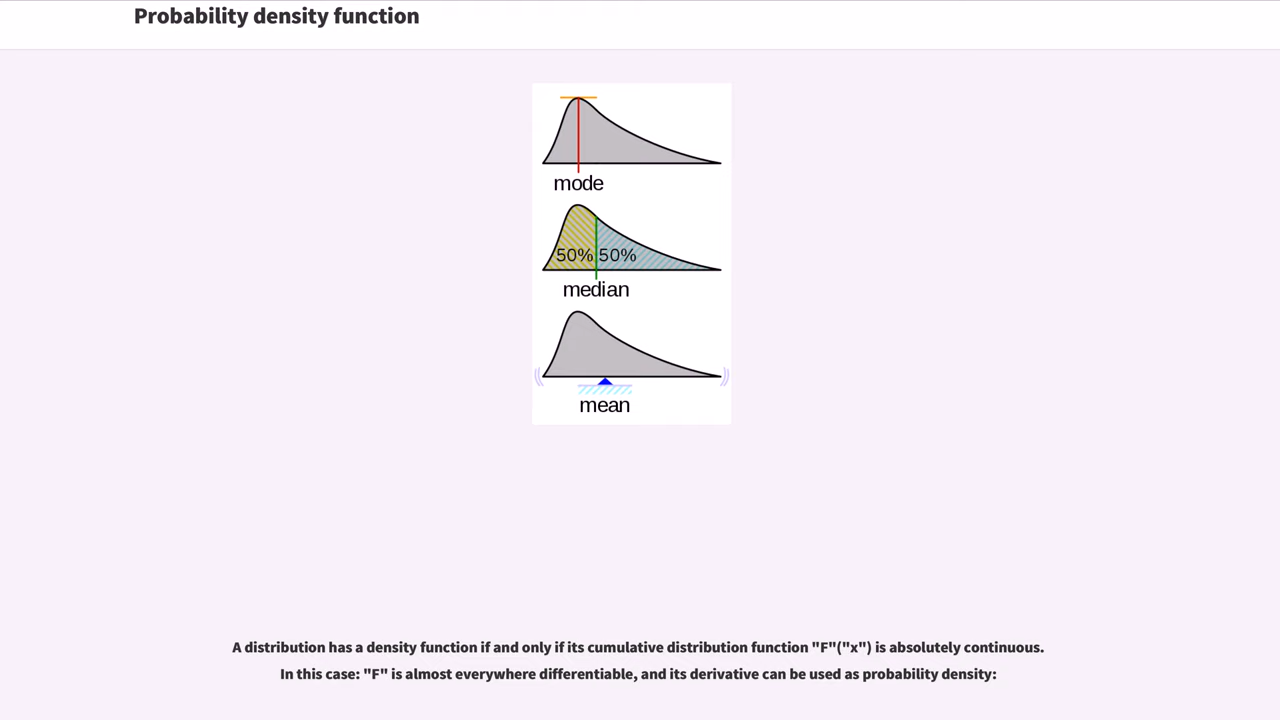 Probability density function
mode
50% 50%
median
mean
A distribution has a density function if and only if its cumulative distribution function "F"("x") is absolutely continuous.
In this case: "F" is almost everywhere differentiable, and its derivative can be used as probability density: